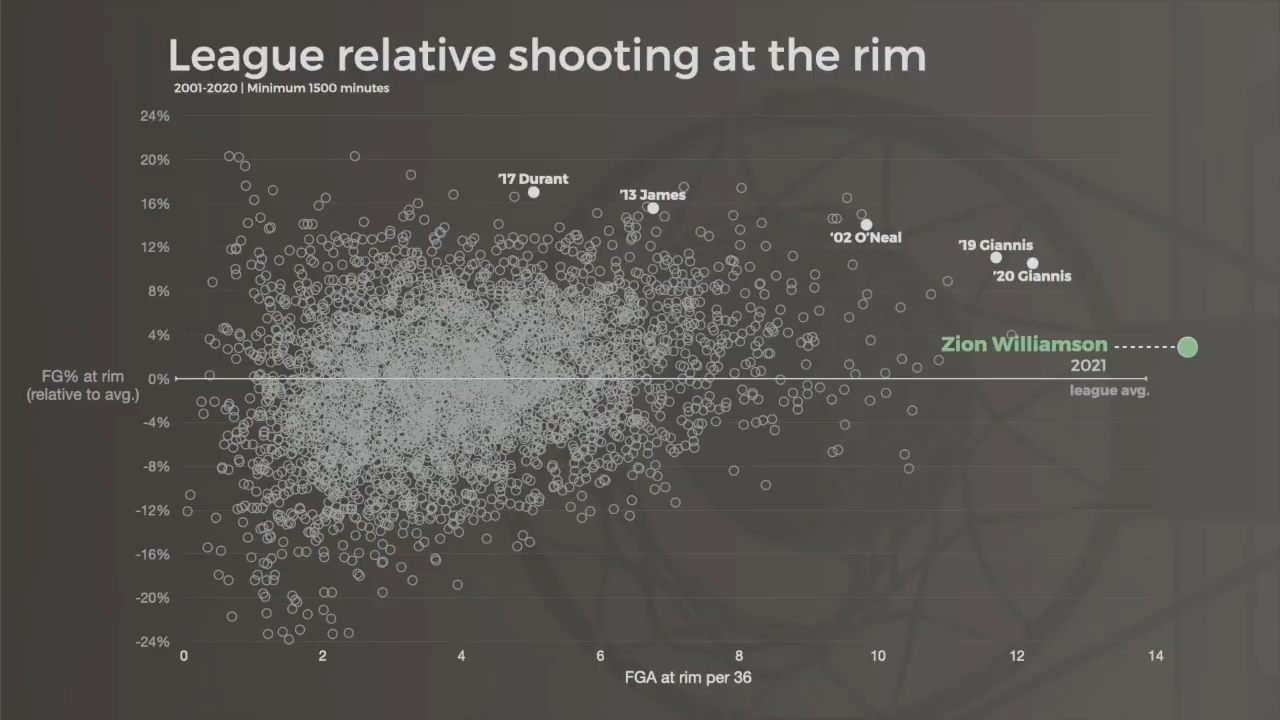 League relative shooting at the rim
2001-2020 | Minimum 1500 minutes
24%
20%
16%
12%
8%
4%
0%
-4%
-8%
-12%
-16%
-20%
-24%
FG% at rim
(relative to avg.)
'17 Durant
'13 James
'02 O'Neal
'19 Giannis
'20 Giannis
Zion Williamson
2021
league avg.
0 2 4 6 8 10 12 14
FGA at rim per 36